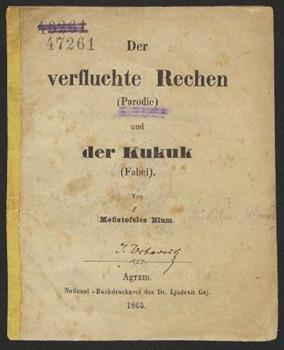 48261
47261
Der
verfluchte Rechen
(Parodie)
und
der Kukuk
(Fabel).
Von
Mefistofeles Blum.
Agram.
National-Buchdruckerei des Dr. Ljudevit Gaj.
1865.